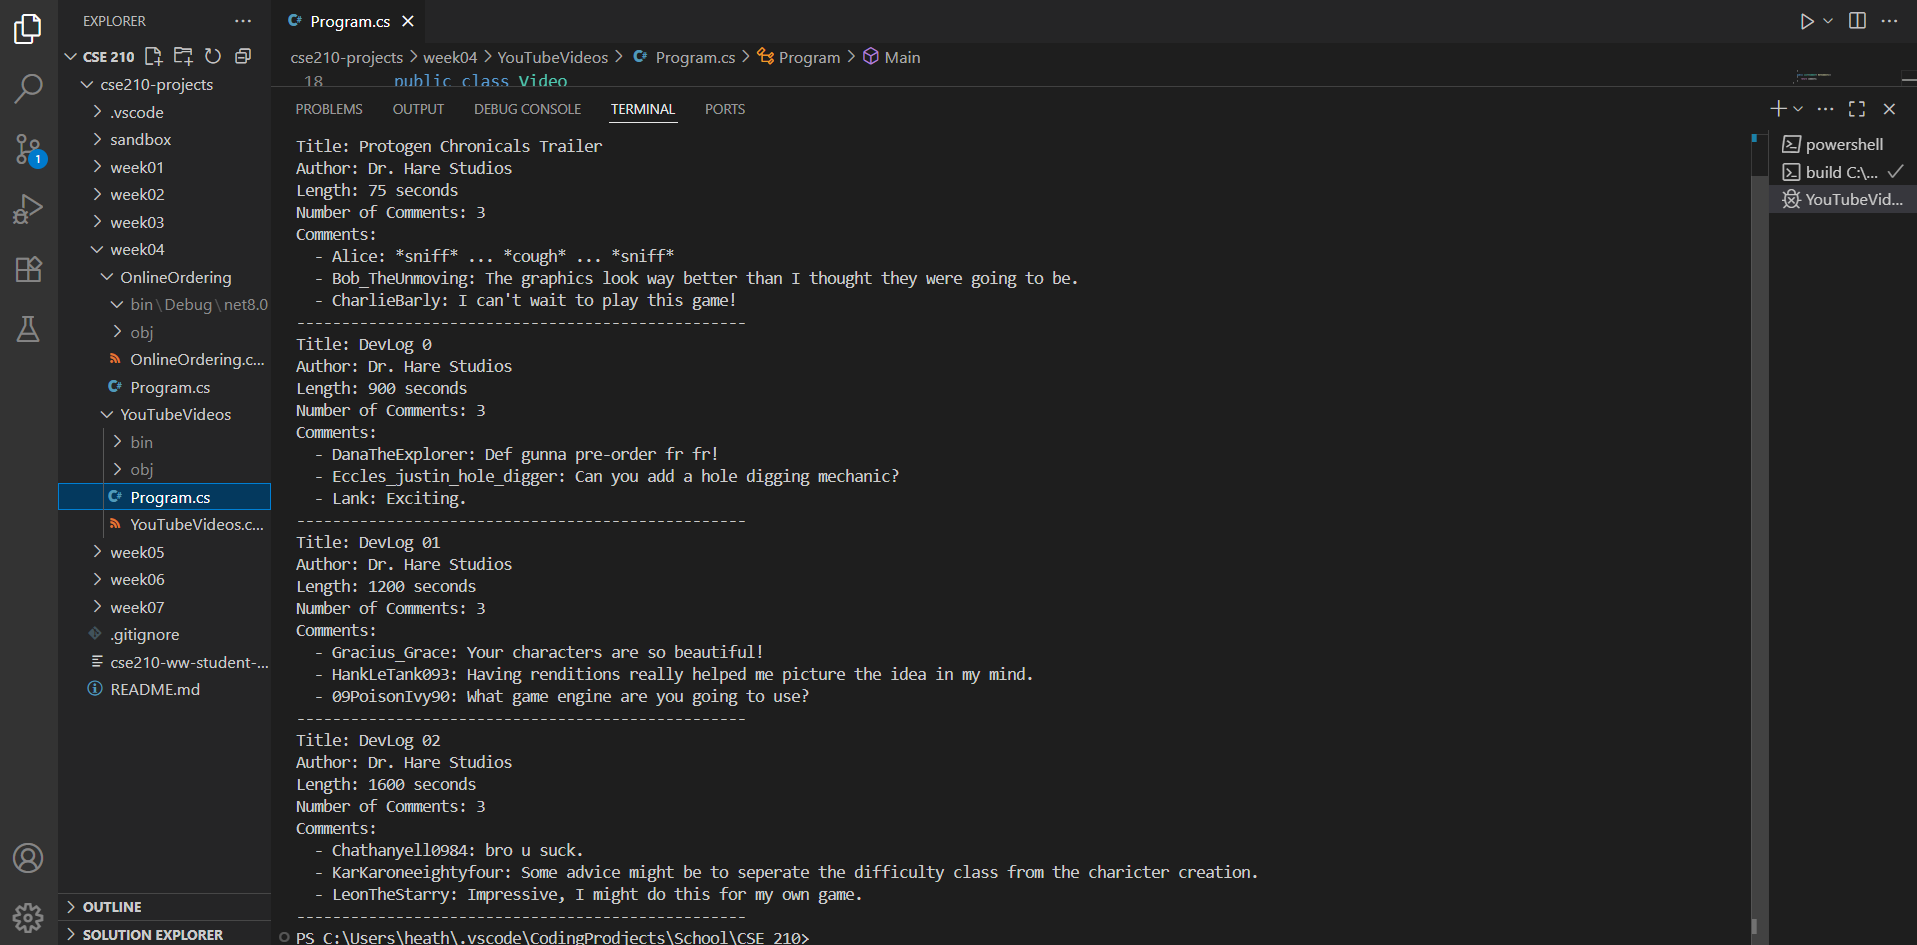 EXPLORER
CSE 210
cse210-projects
.vscode
sandbox
week01
week02
week03
week04
OnlineOrdering
bin\Debug\net8.0
obj
OnlineOrdering.c...
Program.cs
YouTubeVideos
bin
obj
Program.cs
YouTubeVideos.c...
week05
week06
week07
.gitignore
cse210-ww-student-...
README.md
OUTLINE
SOLUTION EXPLORER
1
Program.cs
cse210-projects > week04 > YouTubeVideos > Program.cs > Program > Main
18 public class Video
PROBLEMS OUTPUT DEBUG CONSOLE TERMINAL PORTS
Title: Protogen Chronicals Trailer
Author: Dr. Hare Studios
Length: 75 seconds
Number of Comments: 3
Comments:
- Alice: *sniff* ... *cough* ... *sniff*
- Bob_TheUnmoving: The graphics look way better than I thought they were going to be.
- CharlieBarly: I can't wait to play this game!
--------------------------------------------------
Title: DevLog 0
Author: Dr. Hare Studios
Length: 900 seconds
Number of Comments: 3
Comments:
- DanaTheExplorer: Def gunna pre-order fr fr!
- Eccles_justin_hole_digger: Can you add a hole digging mechanic?
- Lank: Exciting.
--------------------------------------------------
Title: DevLog 01
Author: Dr. Hare Studios
Length: 1200 seconds
Number of Comments: 3
Comments:
- Gracius_Grace: Your characters are so beautiful!
- HankLeTank093: Having renditions really helped me picture the idea in my mind.
- 09PoisonIvy90: What game engine are you going to use?
--------------------------------------------------
Title: DevLog 02
Author: Dr. Hare Studios
Length: 1600 seconds
Number of Comments: 3
Comments:
- Chathanyell0984: bro u suck.
- KarKaroneeightyfour: Some advice might be to seperate the difficulty class from the charicter creation.
- LeonTheStarry: Impressive, I might do this for my own game.
--------------------------------------------------
PS C:\Users\heath\.vscode\CodingProdjects\School\CSE 210>
powershell
build C:\...
YouTubeVid...